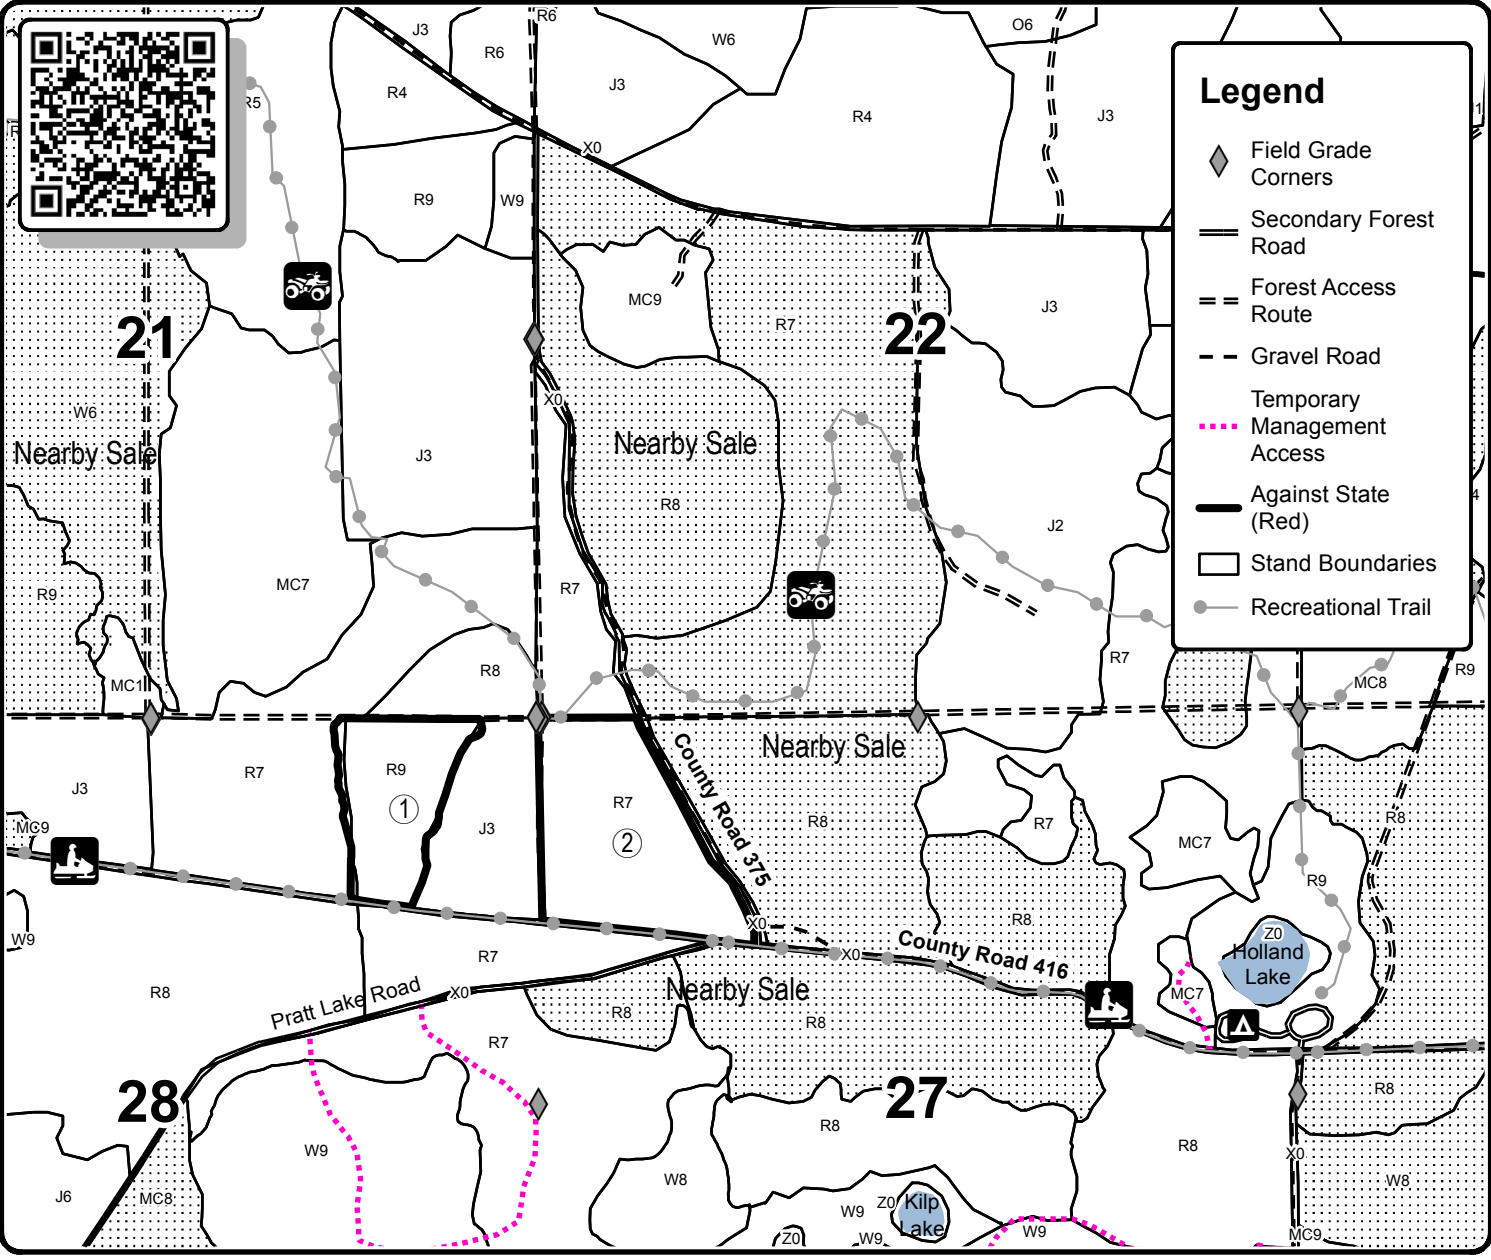 R6
J3
R6
W6
O6
R4
J3
R4
J3
R5
X0
R9
W9
MC9
R7
J3
21
22
W6
Nearby Sale
X0
J3
Nearby Sale
R8
J2
R9
MC7
R7
MC1
R8
R7
MC8
R9
Legend
Field Grade
Corners
Secondary Forest
Road
Forest Access
Route
Gravel Road
Temporary
Management
Access
Against State
(Red)
Stand Boundaries
Recreational Trail
Nearby Sale
J3
R7
R9
1
J3
R7
2
County Road 375
R8
R7
MC7
R8
MC9
R9
W9
R8
R7
X0
X0
County Road 416
R8
Z0
Holland
Lake
MC7
Pratt Lake Road
X0
Nearby Sale
R8
R8
R7
28
27
R8
W9
R8
R8
W8
X0
W8
J6
MC8
W9
Z0
Kilp
Lake
Z0
W9
W9
MC9